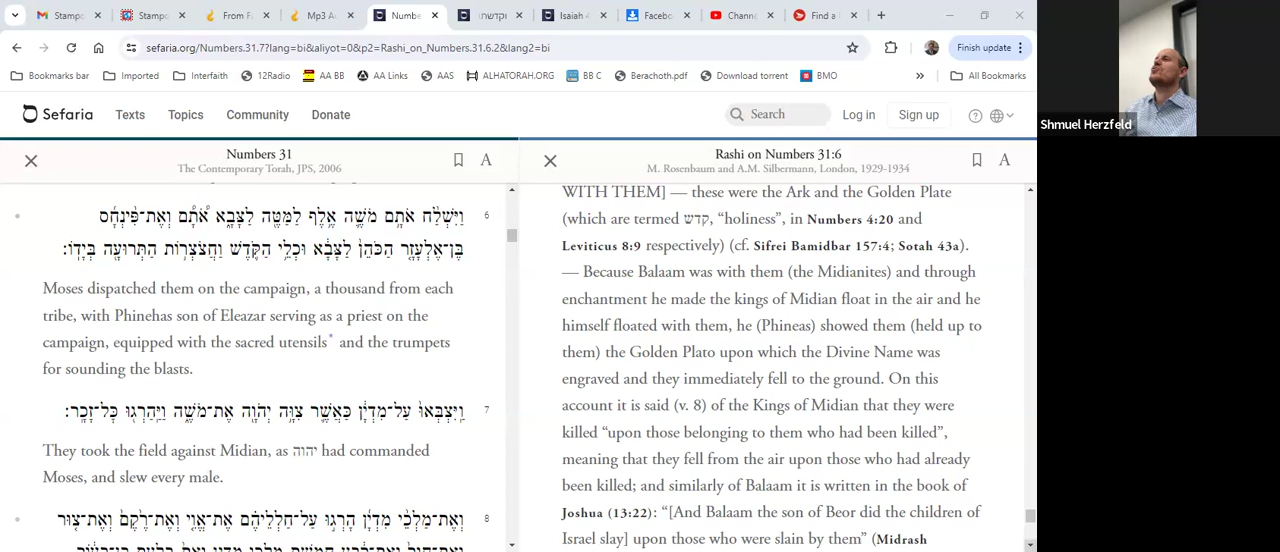 Stampc
Stampo
From F
Mp3 A
Numbe
וקדשתו
Isaiah 4
Facebo
Channe
Find a l
sefaria.org/Numbers.31.7?lang=bi&aliyot=0&p2=Rashi_on_Numbers.31.6.2&lang2=bi
Finish update
Bookmarks bar
Imported
Interfaith
12Radio
AA BB
AA Links
AAS
ALHATORAH.ORG
BB C
Berachoth.pdf
Download torrent
BMO
»
All Bookmarks
Sefaria
Texts
Topics
Community
Donate
Search
Log in
Sign up
Numbers 31
The Contemporary Torah, JPS, 2006
A
6
וַיִּשְׁלַ֨ח אֹתָ֥ם מֹשֶׁ֛ה אֶ֥לֶף לַמַּטֶּ֖ה לַצָּבָ֑א אֹ֠תָ֠ם וְאֶת־פִּ֨ינְחָ֜ס
בֶּן־אֶלְעָזָ֤ר הַכֹּהֵן֙ לַצָּבָ֔א וּכְלֵ֥י הַקֹּ֛דֶשׁ וַחֲצֹצְר֥וֹת הַתְּרוּעָ֖ה בְּיָדֽוֹ׃
Moses dispatched them on the campaign, a thousand from each
tribe, with Phinehas son of Eleazar serving as a priest on the
campaign, equipped with the sacred utensils* and the trumpets
for sounding the blasts.
7
וַֽיִּצְבְּאוּ֙ עַל־מִדְיָ֔ן כַּאֲשֶׁ֛ר צִוָּ֥ה יְהֹוָ֖ה אֶת־מֹשֶׁ֑ה וַיַּֽהַרְג֖וּ כׇּל־זָכָֽר׃
They took the field against Midian, as יהוה had commanded
Moses, and slew every male.
8
וְאֶת־מַלְכֵ֨י מִדְיָ֜ן הָרְג֣וּ עַל־חַלְלֵיהֶ֗ם אֶת־אֱוִ֤י וְאֶת־רֶ֙קֶם֙ וְאֶת־צ֤וּר
Rashi on Numbers 31:6
M. Rosenbaum and A.M. Silbermann, London, 1929-1934
A
WITH THEM] — these were the Ark and the Golden Plate
(which are termed קדש, “holiness”, in Numbers 4:20 and
Leviticus 8:9 respectively) (cf. Sifrei Bamidbar 157:4; Sotah 43a).
— Because Balaam was with them (the Midianites) and through
enchantment he made the kings of Midian float in the air and he
himself floated with them, he (Phineas) showed them (held up to
them) the Golden Plato upon which the Divine Name was
engraved and they immediately fell to the ground. On this
account it is said (v. 8) of the Kings of Midian that they were
killed “upon those belonging to them who had been killed”,
meaning that they fell from the air upon those who had already
been killed; and similarly of Balaam it is written in the book of
Joshua (13:22): “[And Balaam the son of Beor did the children of
Israel slay] upon those who were slain by them” (Midrash
Shmuel Herzfeld